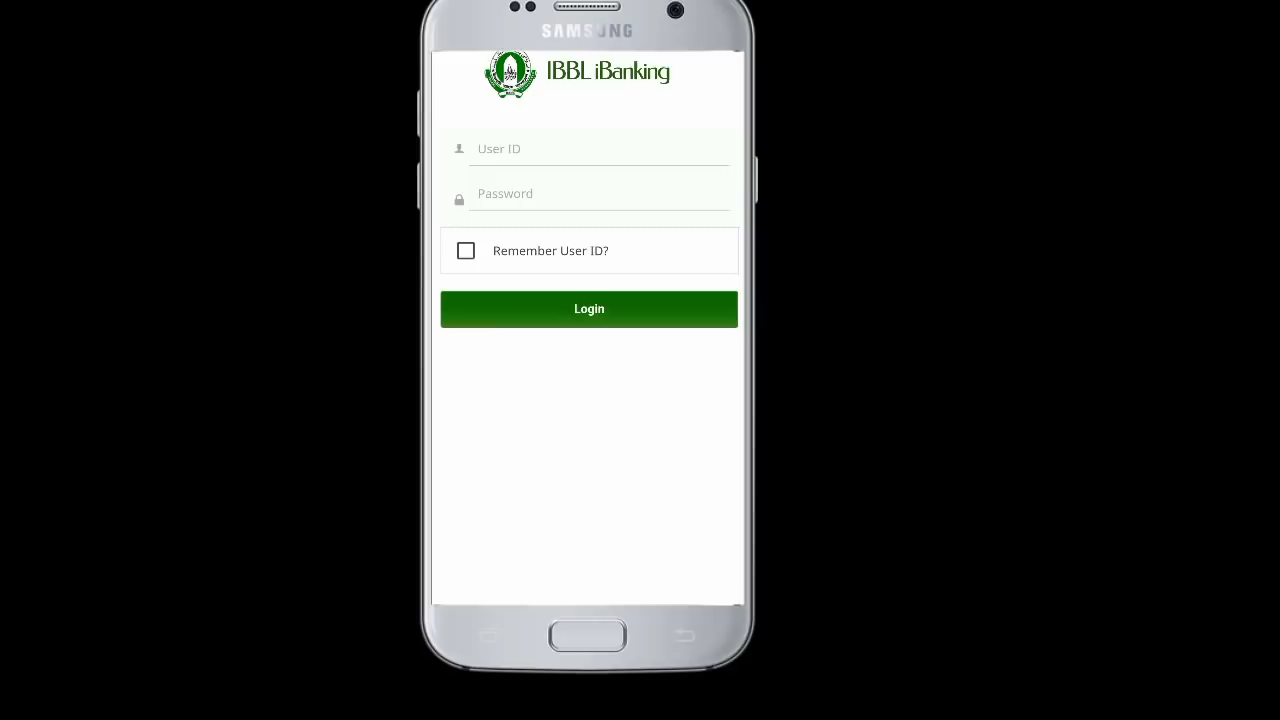 SAMSUNG
IBBL iBanking
User ID
Password
Remember User ID?
Login